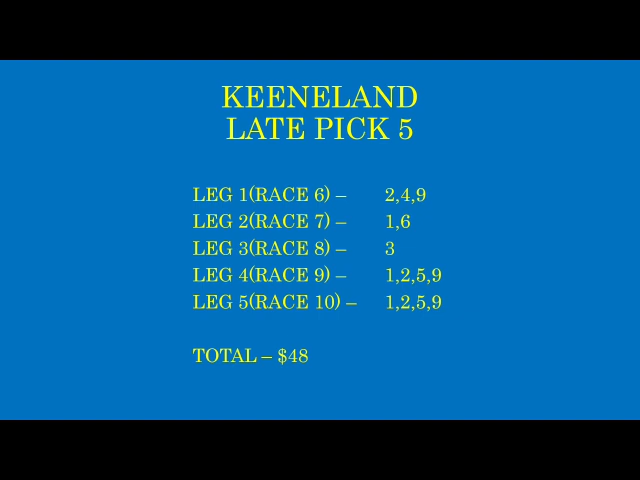 KEENELAND
LATE PICK 5
LEG 1(RACE 6) – 2,4,9
LEG 2(RACE 7) – 1,6
LEG 3(RACE 8) – 3
LEG 4(RACE 9) – 1,2,5,9
LEG 5(RACE 10) – 1,2,5,9
TOTAL – $48